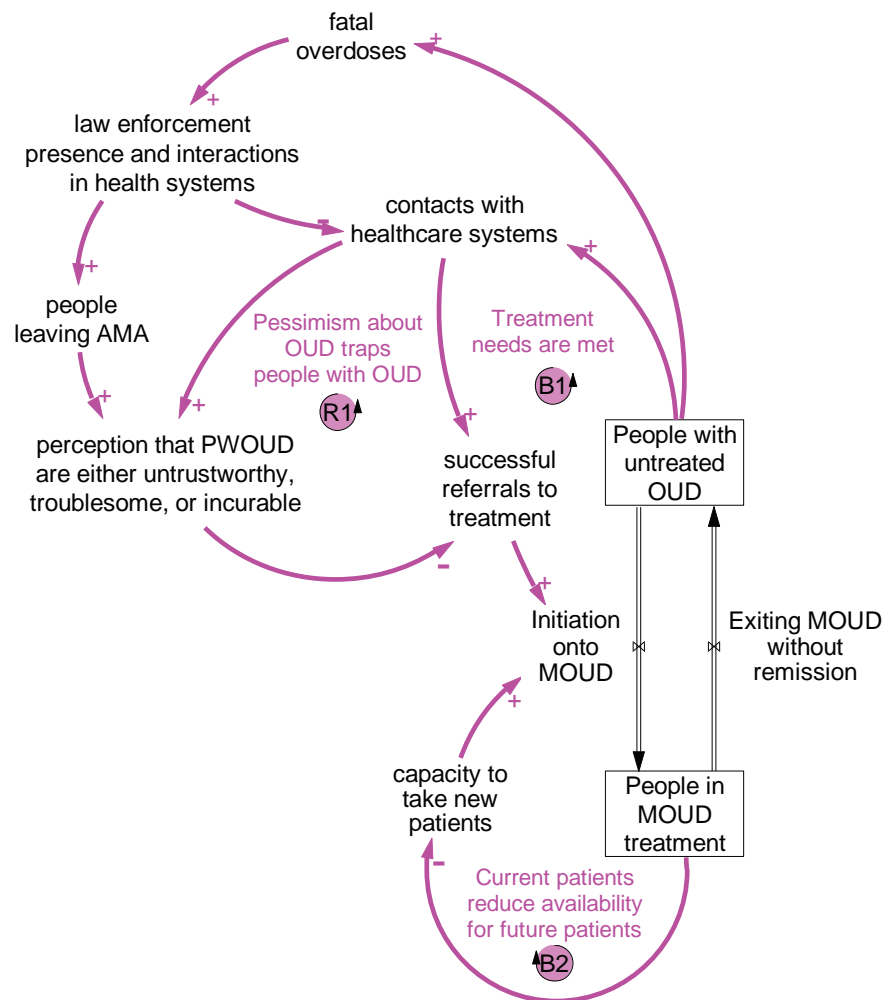 fatal
overdoses
+
+
law enforcement
presence and interactions
in health systems
-
+
contacts with
healthcare systems
+
people
leaving AMA
+
Pessimism about
OUD traps
people with OUD
R1
Treatment
needs are met
B1
+
+
perception that PWOUD
are either untrustworthy,
troublesome, or incurable
-
successful
referrals to
treatment
+
People with
untreated
OUD
Initiation
onto
MOUD
+
Exiting MOUD
without
remission
capacity to
take new
patients
-
People in
MOUD
treatment
Current patients
reduce availability
for future patients
B2